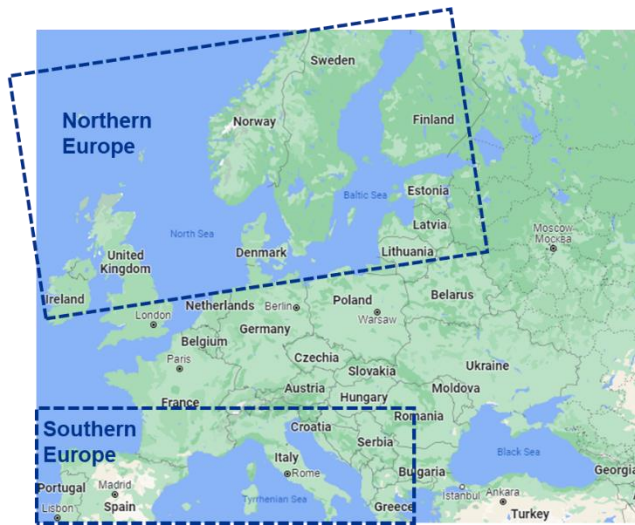 Sweden
Northern
Europe
Norway
Finland
Baltic Sea
Estonia
Latvia
Moscow
Москва
North Sea
Denmark
Lithuania
United
Kingdom
Ireland
London
Netherlands
Berlin
Poland
Warsaw
Belarus
Germany
Belgium
Paris
Czechia
Slovakia
Ukraine
Austria
Hungary
Moldova
France
Romania
Southern
Europe
Croatia
Serbia
Italy
Rome
Black Sea
Bulgaria
Georgia
Portugal
Madrid
Spain
Lisbon
Tyrrhenian Sea
Greece
Istanbul
Ankara
Turkey